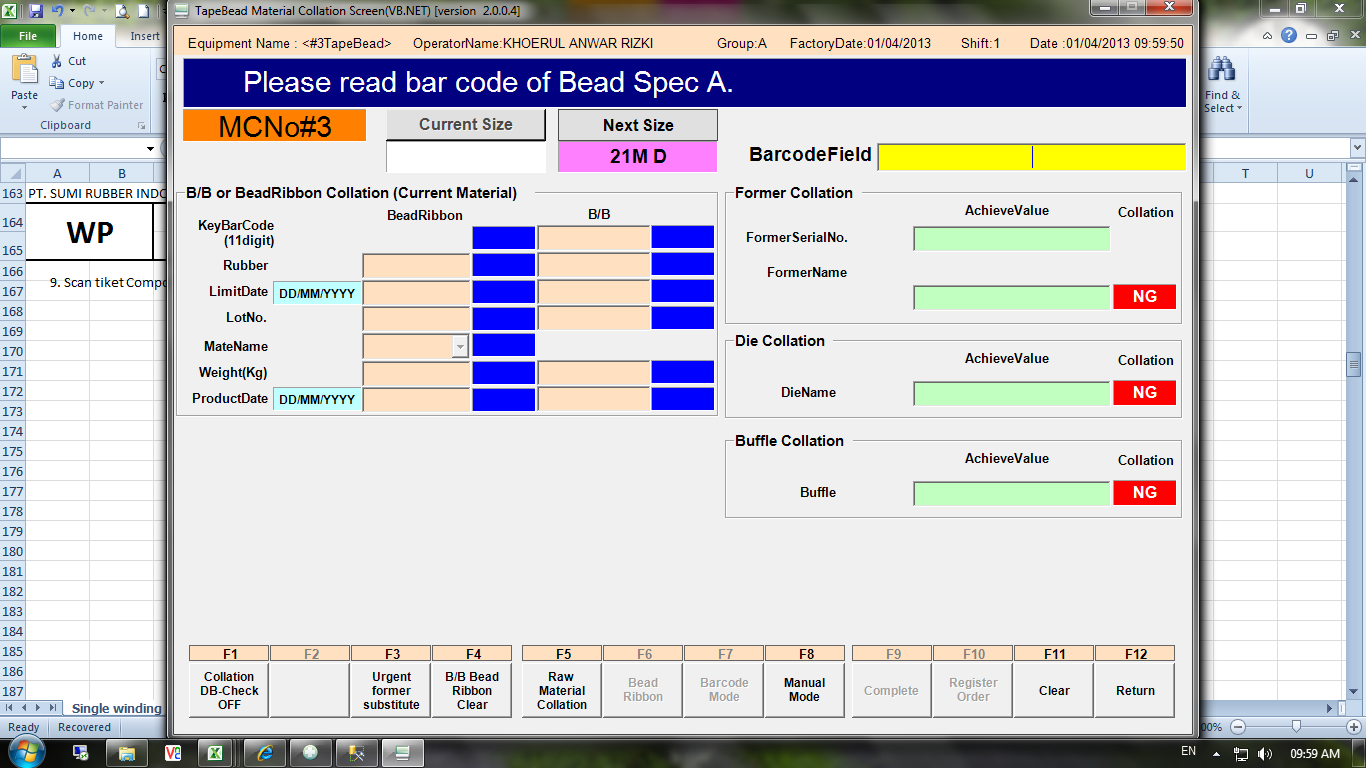 TapeBead Material Collation Screen(VB.NET) [version 2.0.0.4]
File Home Insert
Cut
Copy
Format Painter
Paste
Clipboard
Find &
Select
Equipment Name : <#3TapeBead> OperatorName:KHOERUL ANWAR RIZKI Group:A FactoryDate:01/04/2013 Shift:1 Date :01/04/2013 09:59:50
Please read bar code of Bead Spec A.
MCNo#3 Current Size Next Size
21M D
BarcodeField
A B T U
163 PT. SUMI RUBBER INDO
164
WP
165
166
9. Scan tiket Compo
167
168
169
170
171
172
173
174
175
176
177
178
179
180
181
182
183
184
185
186
187
B/B or BeadRibbon Collation (Current Material)
BeadRibbon B/B
KeyBarCode
(11digit)
Rubber
LimitDate DD/MM/YYYY
LotNo.
MateName
Weight(Kg)
ProductDate DD/MM/YYYY
Former Collation
AchieveValue Collation
FormerSerialNo.
FormerName
NG
Die Collation
AchieveValue Collation
DieName NG
Buffle Collation
AchieveValue Collation
Buffle NG
F1 F2 F3 F4 F5 F6 F7 F8 F9 F10 F11 F12
Collation
DB-Check
OFF
Urgent
former
substitute
B/B Bead
Ribbon
Clear
Raw
Material
Collation
Bead
Ribbon
Barcode
Mode
Manual
Mode
Complete
Register
Order
Clear
Return
Single winding
Ready Recovered
00%
EN 09:59 AM